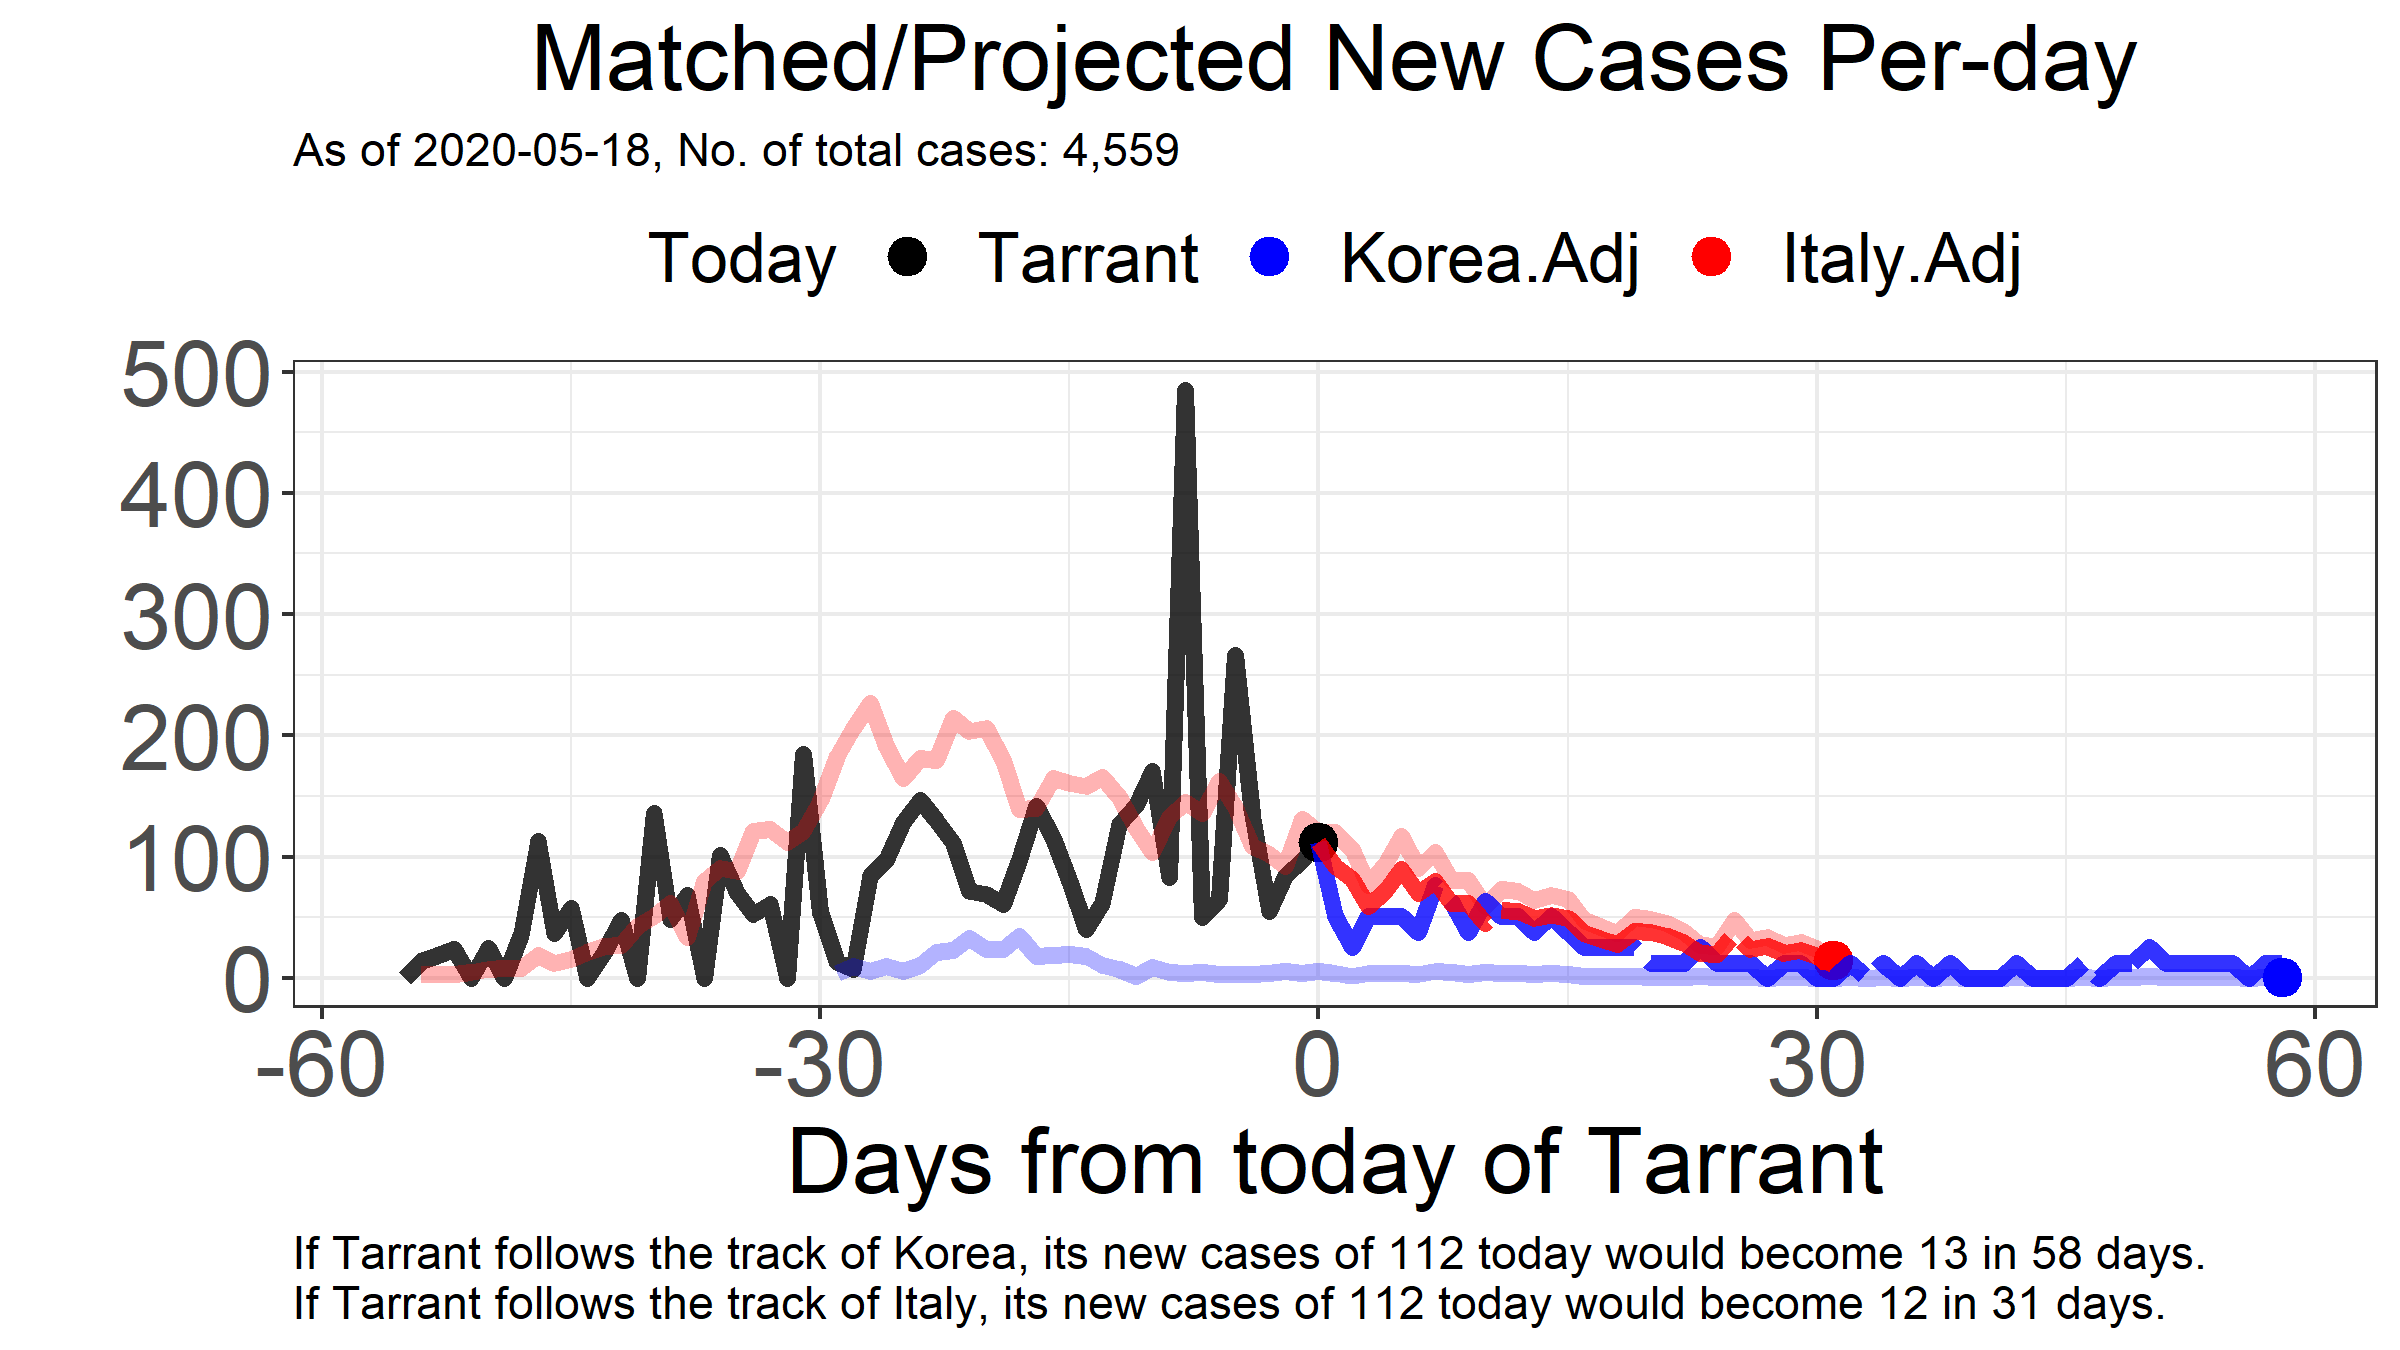 Matched/Projected New Cases Per-day
As of 2020-05-18, No. of total cases: 4,559
Today Tarrant Korea.Adj Italy.Adj
500
400
300
200
100
0
-60 -30 0 30 60
Days from today of Tarrant
If Tarrant follows the track of Korea, its new cases of 112 today would become 13 in 58 days.
If Tarrant follows the track of Italy, its new cases of 112 today would become 12 in 31 days.